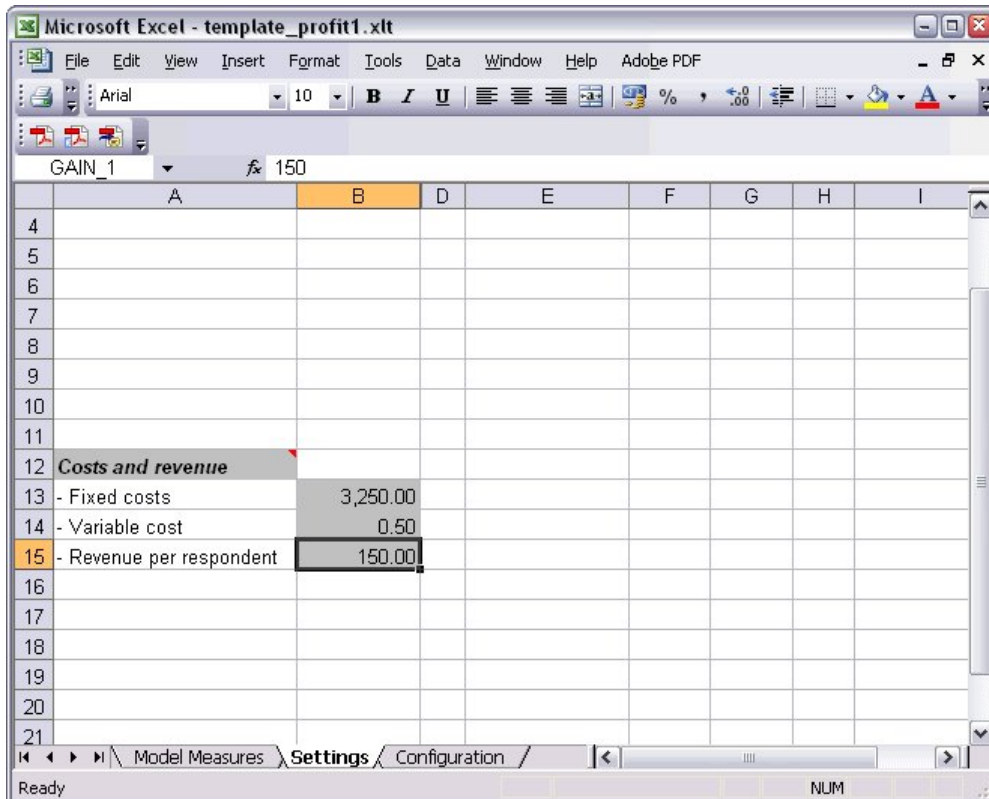 Microsoft Excel - template_profit1.xlt
File Edit View Insert Format Tools Data Window Help Adobe PDF
Arial 10 B I U % , .00 A
GAIN_1 fx 150
A B D E F G H I
4
5
6
7
8
9
10
11
12 Costs and revenue
13 - Fixed costs 3,250.00
14 - Variable cost 0.50
15 - Revenue per respondent 150.00
16
17
18
19
20
21
Model Measures Settings Configuration
Ready NUM